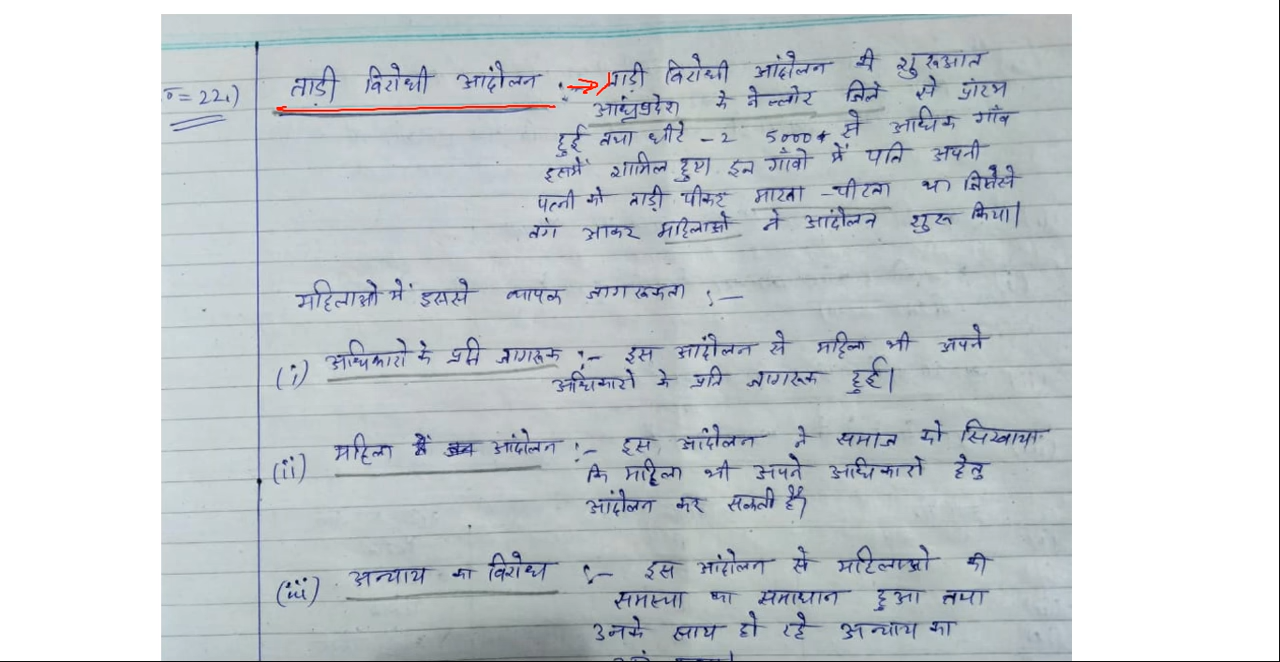 =22.) ताड़ी विरोधी आंदोलन :→ ताड़ी विरोधी आंदोलन की शुरूआत
आंध्रप्रदेश के नेल्लोर जिले से प्रारंभ
हुई तथा धीरे -2 5000 से अधिक गाँव
इसमें शामिल हुए। इन गाँवो में पति अपनी
पत्नी को ताड़ी पीकर मारता -पीटता था जिससे
तंग आकर महिलाओं ने आंदोलन शुरू किया।
महिलाओं में इससे व्यापक जागरूकता :-
(i) अधिकारो के प्रति जागरूक :- इस आंदोलन से महिला भी अपने
अधिकारो के प्रति जागरूक हुई।
(ii) महिला आंदोलन :- इस आंदोलन ने समाज को सिखाया
कि महिला भी अपने अधिकारो हेतु
आंदोलन कर सकती है।
(iii) अन्याय का विरोध :- इस आंदोलन से महिलाओं की
समस्या का समाधान हुआ तथा
उनके साथ हो रहे अन्याय का